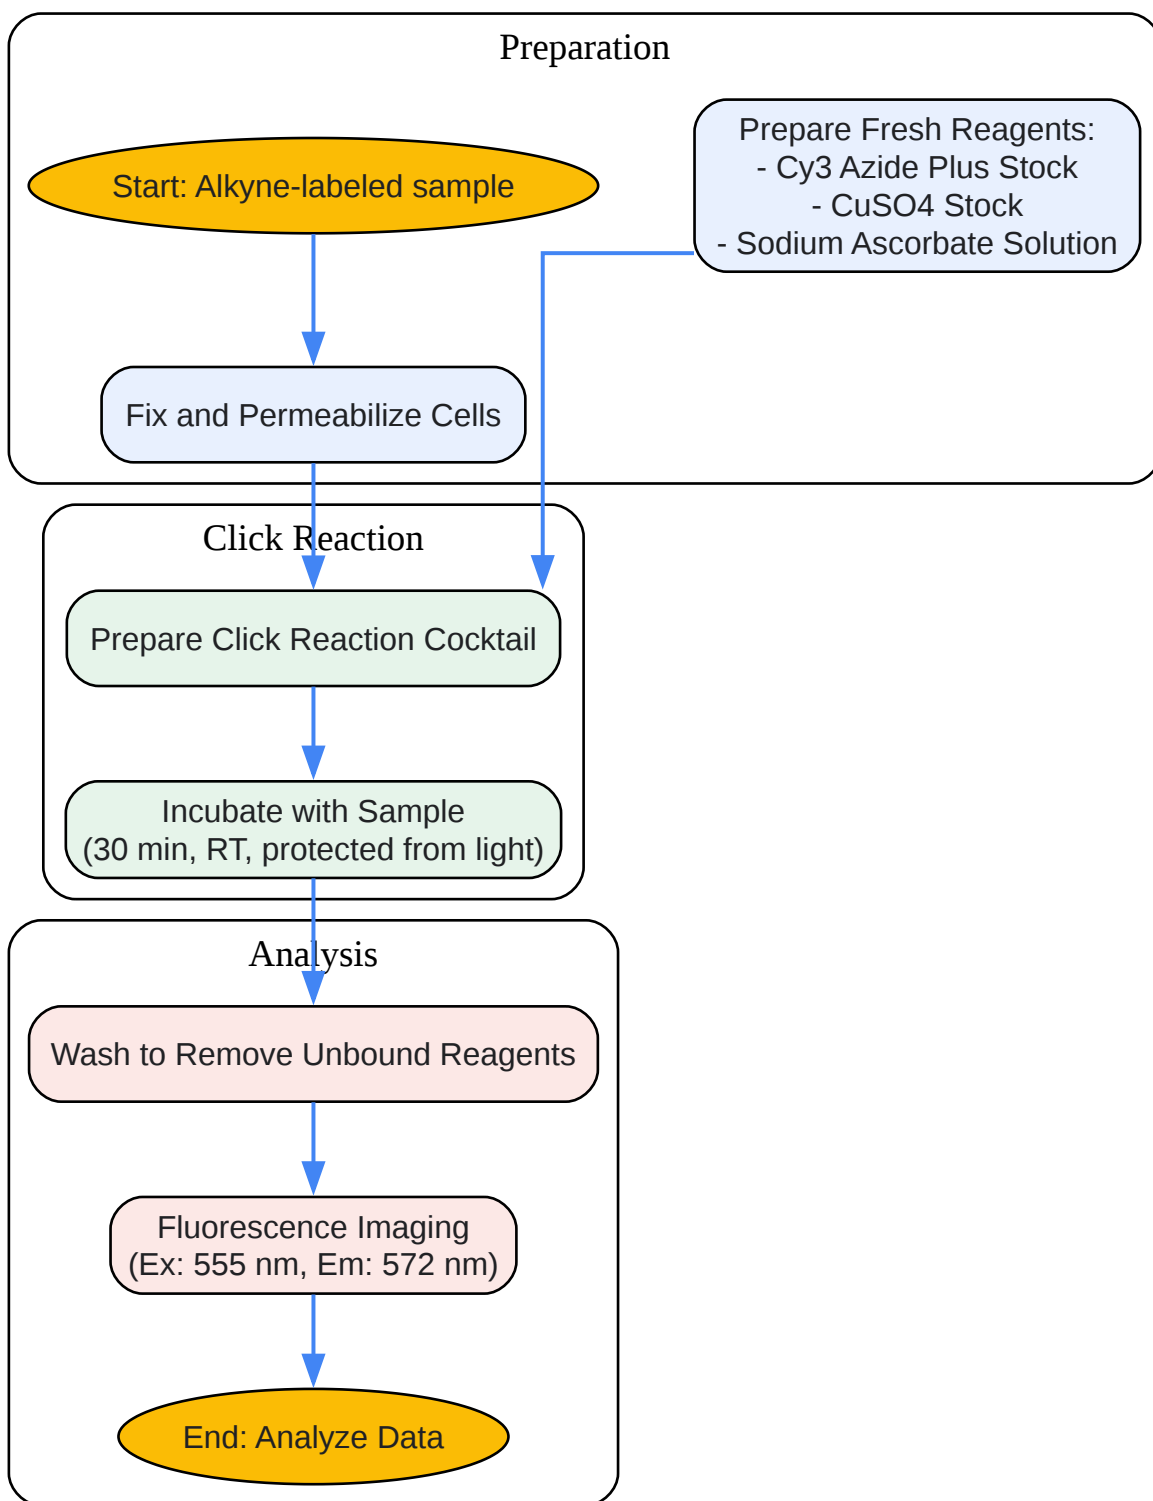 Preparation
Start: Alkyne-labeled sample
Prepare Fresh Reagents:
- Cy3 Azide Plus Stock
- CuSO4 Stock
- Sodium Ascorbate Solution
Fix and Permeabilize Cells
Click Reaction
Prepare Click Reaction Cocktail
Incubate with Sample
(30 min, RT, protected from light)
Analysis
Wash to Remove Unbound Reagents
Fluorescence Imaging
(Ex: 555 nm, Em: 572 nm)
End: Analyze Data